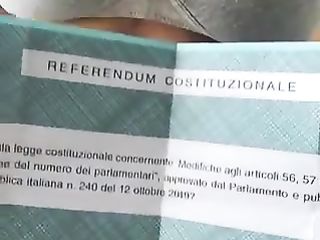 REFERENDUM COSTITUZIONALE
lla legge costituzionale concernente Modifiche agli articoli 56, 57
del numero dei parlamentari", approvato dal Parlamento e pub
blica italiana n. 240 del 12 ottobre 2019?